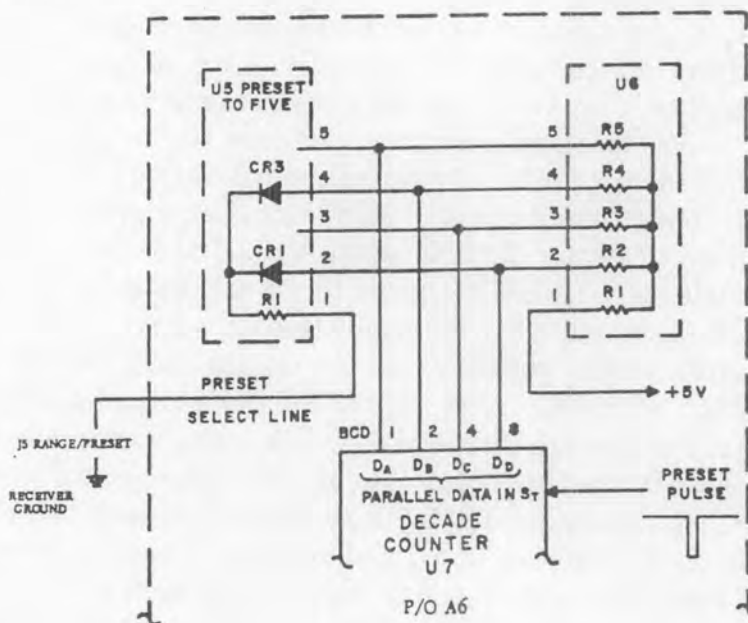 U5 PRESET
TO FIVE
U6
5
5
R5
CR3
4
4
R4
3
3
R3
CR1
2
2
R2
R1
1
1
R1
PRESET
SELECT LINE
+5V
J5 RANGE/PRESET
BCD 1 2 4 8
DA DB DC DD
RECEIVER
GROUND
PARALLEL DATA IN ST
PRESET
PULSE
DECADE
COUNTER
U7
P/O A6